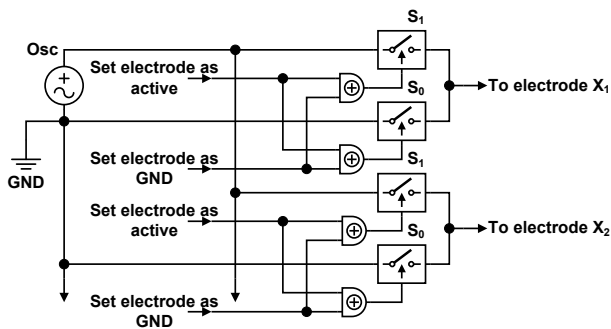 S1
Osc
+
Set electrode as
active
S0
To electrode X1
GND
Set electrode as
GND
S1
Set electrode as
active
S0
To electrode X2
Set electrode as
GND